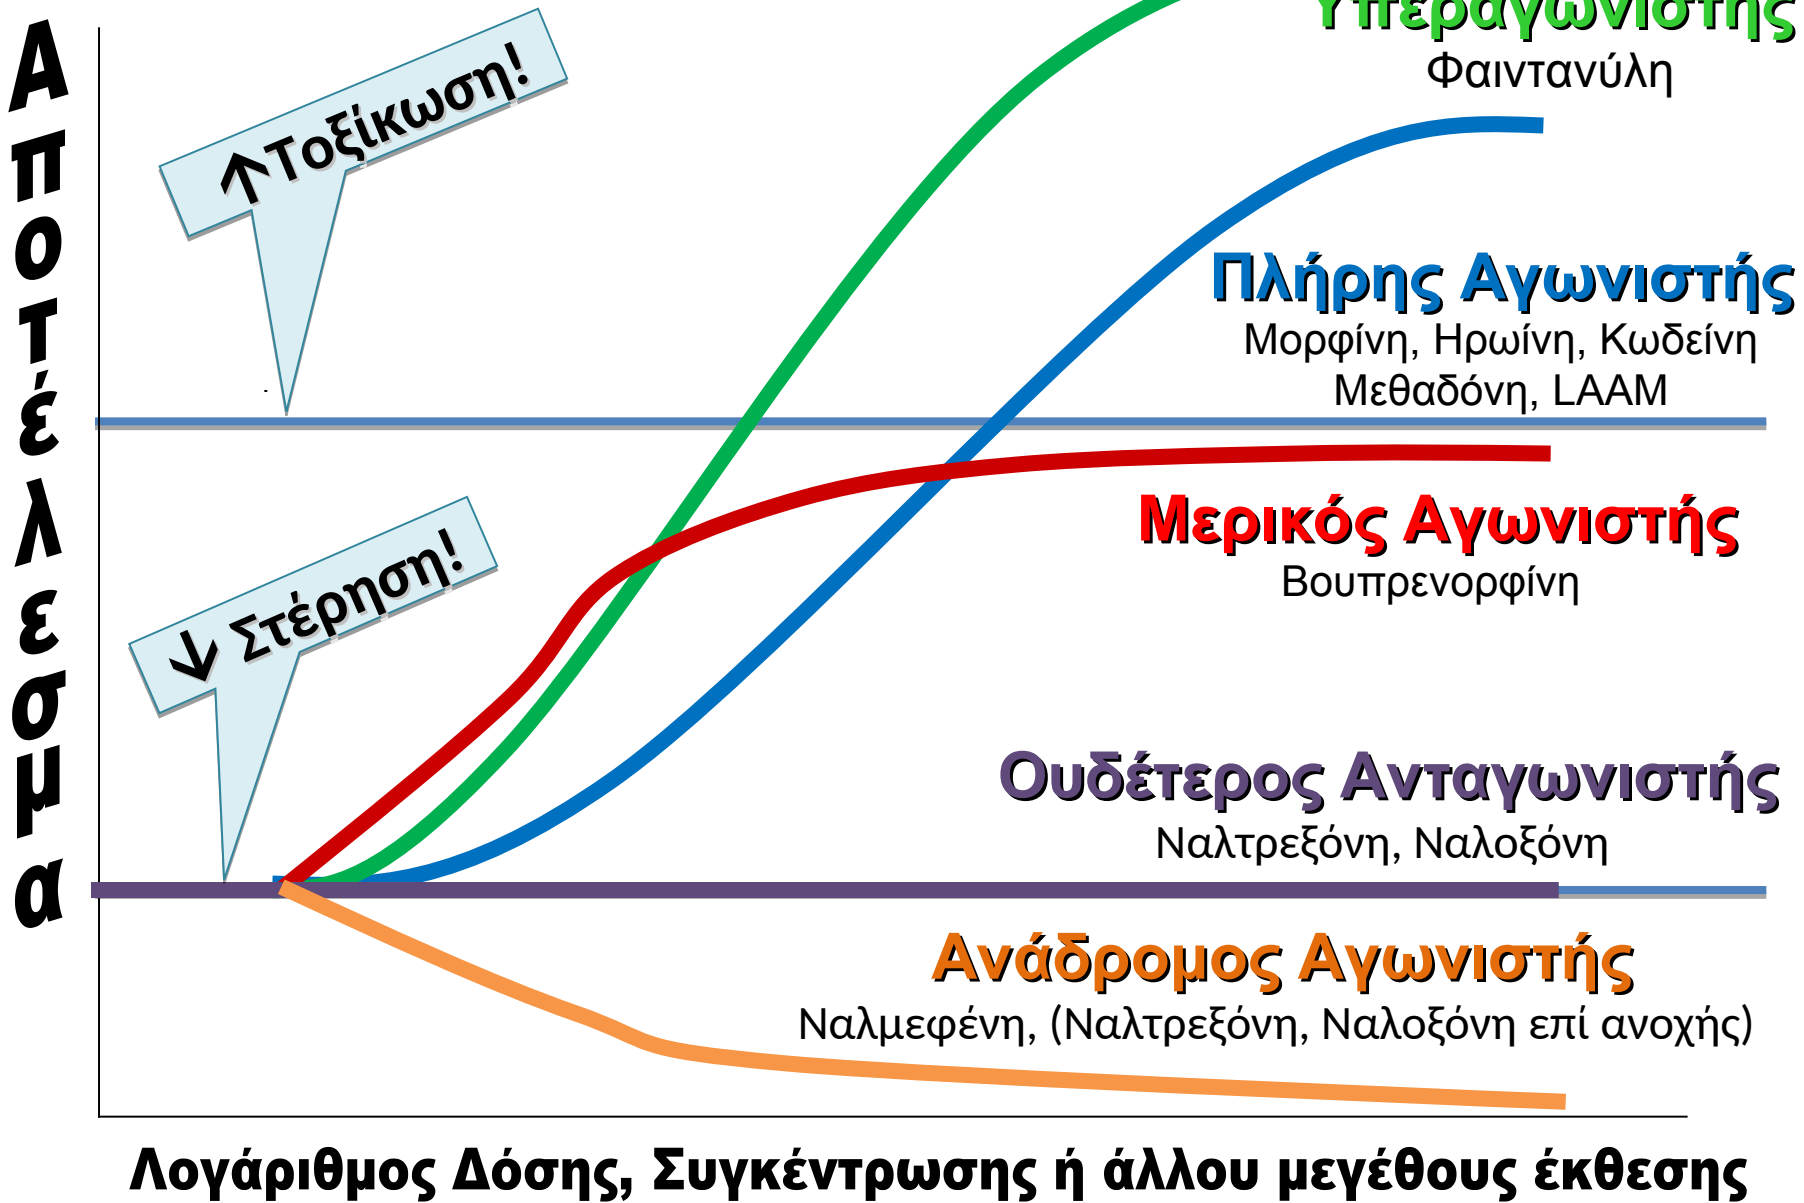 Αποτέλεσμα
↑Τοξίκωση!
↓ Στέρηση!
Υπεραγωνιστής
Φαιντανύλη
Πλήρης Αγωνιστής
Μορφίνη, Ηρωίνη, Κωδείνη
Μεθαδόνη, LAAM
Μερικός Αγωνιστής
Βουπρενορφίνη
Ουδέτερος Ανταγωνιστής
Ναλτρεξόνη, Ναλοξόνη
Ανάδρομος Αγωνιστής
Ναλμεφένη, (Ναλτρεξόνη, Ναλοξόνη επί ανοχής)
Λογάριθμος Δόσης, Συγκέντρωσης ή άλλου μεγέθους έκθεσης